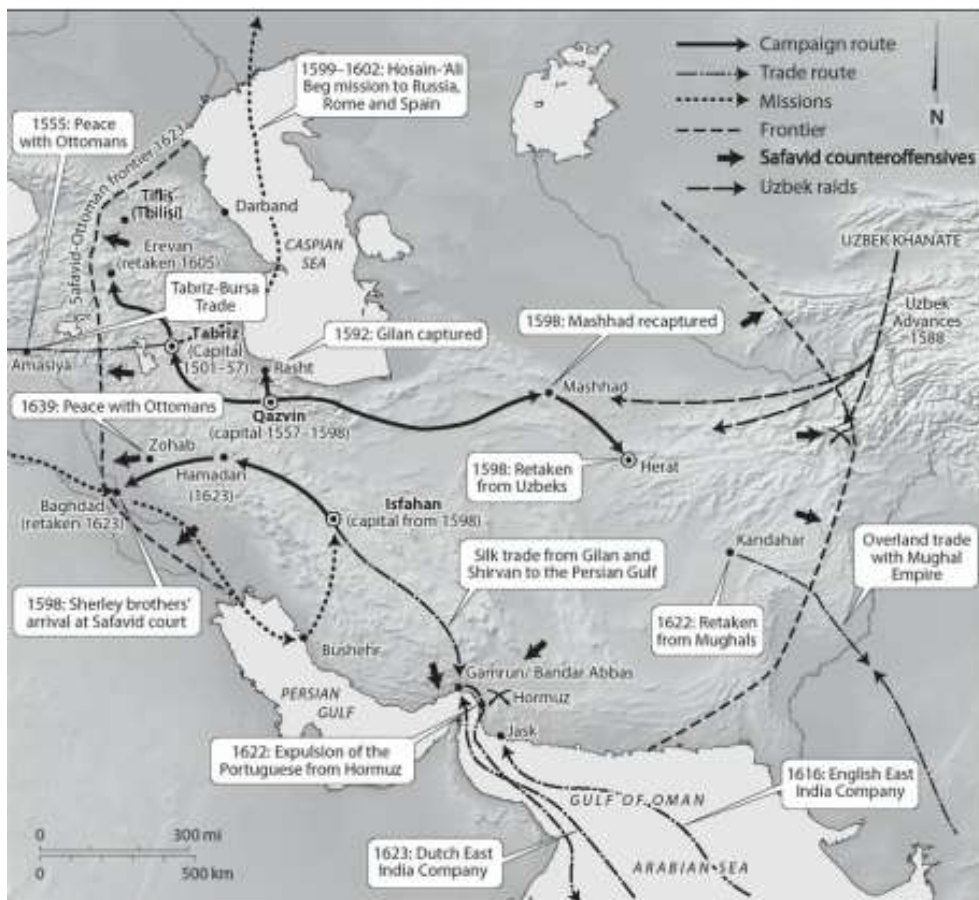 1599–1602: Hosain-'Ali
Beg mission to Russia,
Rome and Spain
Campaign route
Trade route
Missions
Frontier
Safavid counteroffensives
Uzbek raids
N
1555: Peace
with Ottomans
Safavid-Ottoman frontier 1623
Tiflis
(Tbilisi)
Darband
Erevan
(retaken 1605)
CASPIAN
SEA
UZBEK KHANATE
Tabriz-Bursa
Trade
Uzbek
Advances
1588
1592: Gilan captured
1598: Mashhad recaptured
Tabriz
(Capital
1501–57)
Amasiya
Rasht
Mashhad
1639: Peace with Ottomans
Qazvin
(capital 1557–1598)
Zohab
Hamadan
(1623)
1598: Retaken
from Uzbeks
Herat
Baghdad
(retaken 1623)
Isfahan
(capital from 1598)
Kandahar
Overland trade
with Mughal
Empire
Silk trade from Gilan and
Shirvan to the Persian Gulf
1598: Sherley brothers'
arrival at Safavid court
1622: Retaken
from Mughals
Bushehr
Gamrun/ Bandar Abbas
PERSIAN
GULF
Hormuz
Jask
1622: Expulsion of the
Portuguese from Hormuz
1616: English East
India Company
GULF OF OMAN
0 300 mi
0 500 km
1623: Dutch East
India Company
ARABIAN SEA